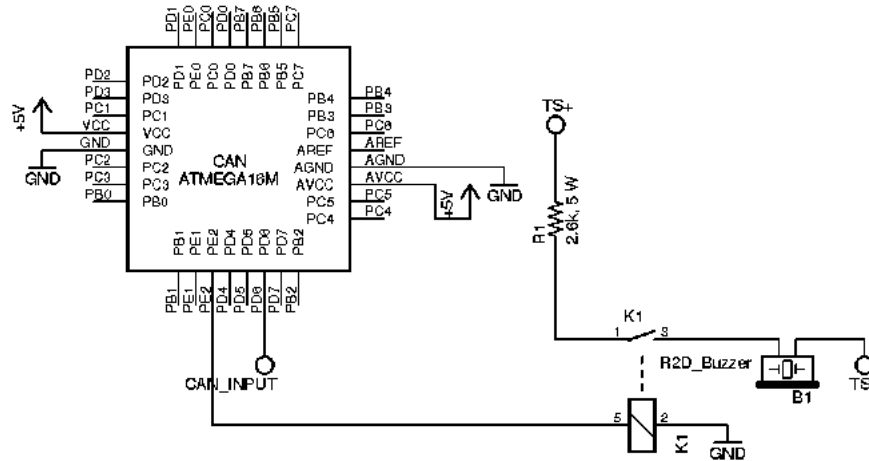 PD1 PE0 PC0 PD0 PB7 PB6 PB5 PC7
PD1 PE0 PC0 PD0 PB7 PB6 PB5 PC7
PD2 PD2
PD3 PD3
PC1 PC1
VCC VCC
GND GND
PC2 PC2
PC3 PC3
PB0 PB0
+5V
GND
CAN
ATMEGA16M
PB4 PB4
PB3 PB3
PC6 PC6
AREF AREF
AGND AGND
AVCC AVCC
PC5 PC5
PC4 PC4
+5V
GND
PB1 PE1 PE2 PD4 PD5 PD6 PD7 PB2
PB1 PE1 PE2 PD4 PD5 PD6 PD7 PB2
CAN_INPUT
TS+
R1
2.6k, 5 W
K1
1 3
R2D_Buzzer
B1
TS
5 2
K1
GND